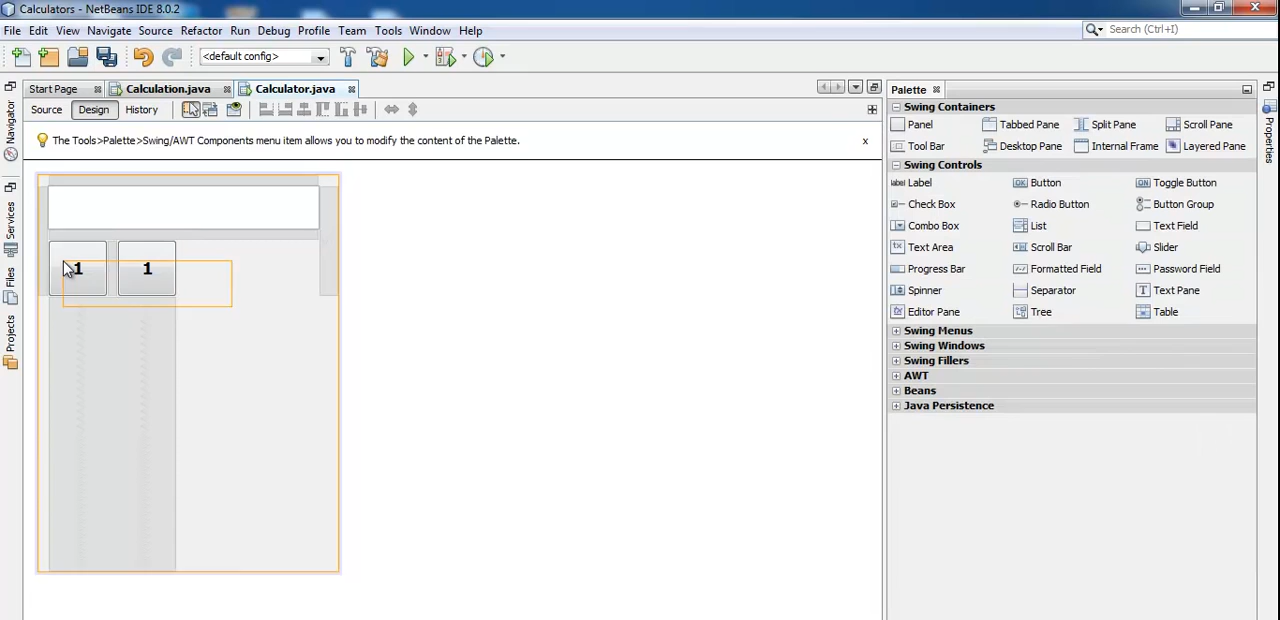 Calculators - NetBeans IDE 8.0.2
File Edit View Navigate Source Refactor Run Debug Profile Team Tools Window Help
Search (Ctrl+I)
<default config>
Start Page Calculation.java Calculator.java
Source Design History
The Tools>Palette>Swing/AWT Components menu item allows you to modify the content of the Palette.
x
1 1
Navigator
Services
Files
Projects
Palette
Swing Containers
Panel Tabbed Pane Split Pane Scroll Pane
Tool Bar Desktop Pane Internal Frame Layered Pane
Swing Controls
label Label OK Button ON Toggle Button
Check Box Radio Button Button Group
Combo Box List Text Field
Text Area Scroll Bar Slider
Progress Bar Formatted Field Password Field
Spinner Separator T Text Pane
Editor Pane Tree Table
Swing Menus
Swing Windows
Swing Fillers
AWT
Beans
Java Persistence
Properties